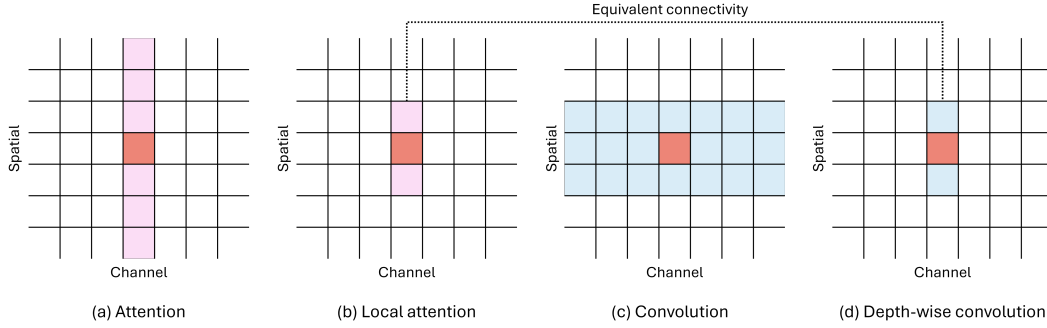 Equivalent connectivity
Spatial
Spatial
Spatial
Spatial
Channel
Channel
Channel
Channel
(a) Attention
(b) Local attention
(c) Convolution
(d) Depth-wise convolution